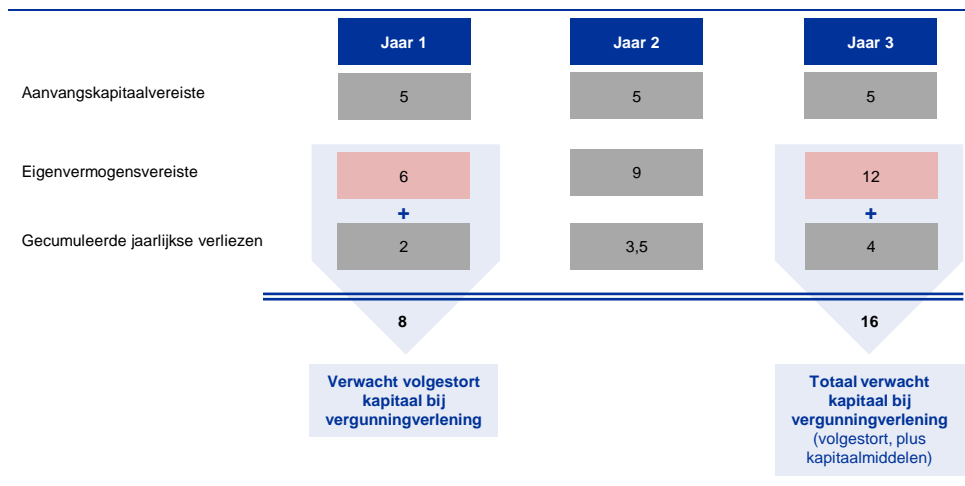 Jaar 1 Jaar 2 Jaar 3
Aanvangskapitaalvereiste 5 5 5
Eigenvermogensvereiste 6 9 12
+ +
Gecumuleerde jaarlijkse verliezen 2 3,5 4
8 16
Verwacht volgestort
kapitaal bij
vergunningverlening
Totaal verwacht
kapitaal bij
vergunningverlening
(volgestort, plus
kapitaalmiddelen)